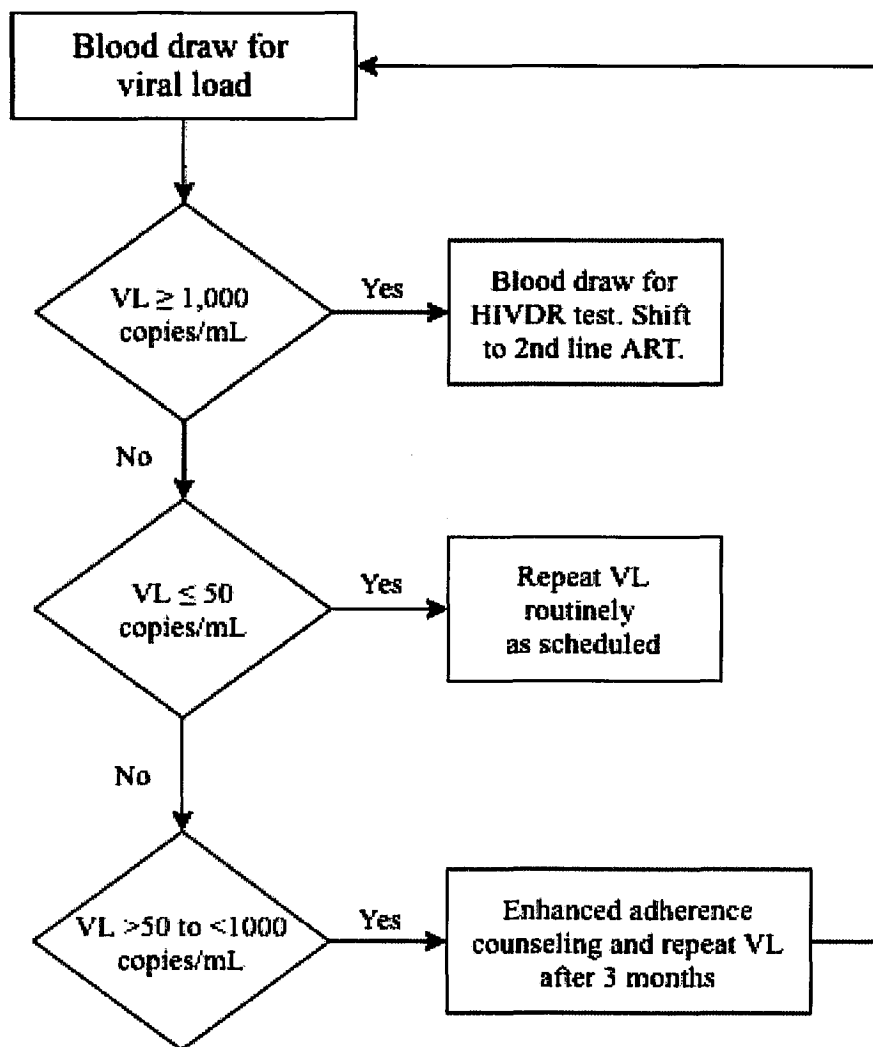 Blood draw for
viral load
VL ≥ 1,000
copies/mL
Yes
Blood draw for
HIVDR test. Shift
to 2nd line ART.
No
VL ≤ 50
copies/mL
Yes
Repeat VL
routinely
as scheduled
No
VL >50 to <1000
copies/mL
Yes
Enhanced adherence
counseling and repeat VL
after 3 months